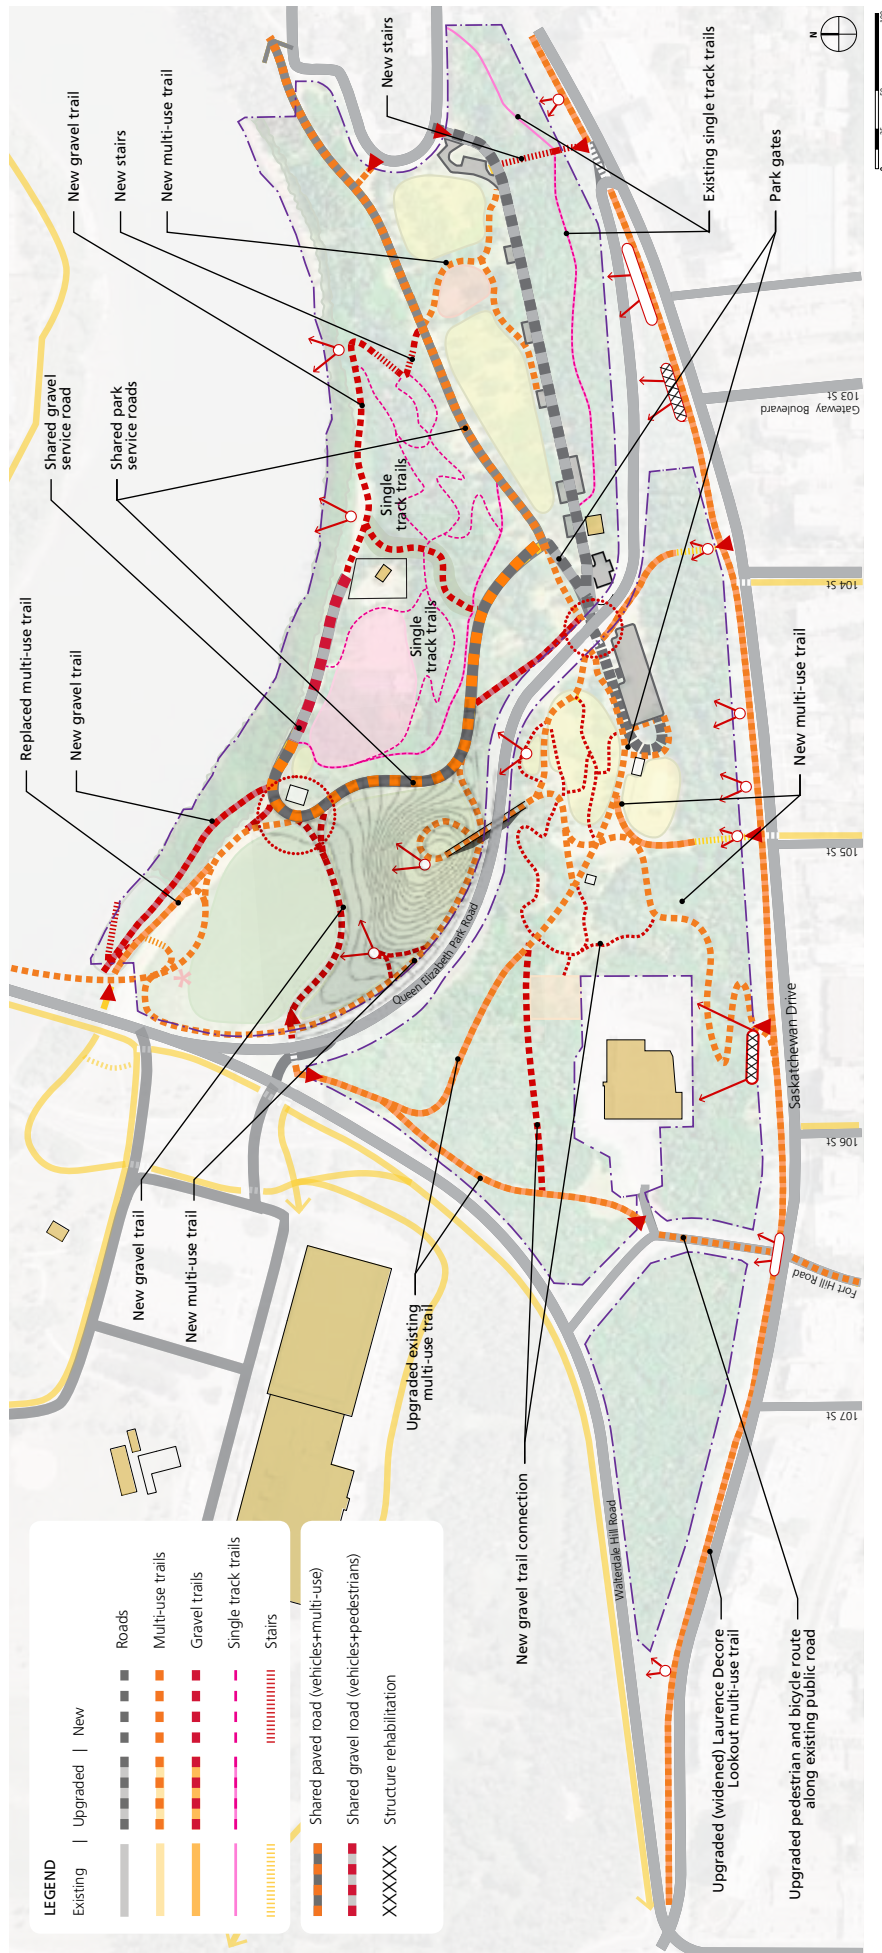 Replaced multi-use trail
New gravel trail
Shared gravel
service road
Shared park
service roads
New gravel trail
New stairs
New multi-use trail
New stairs
Existing single track trails
Park gates
N
Single
track trails
Single
track trails
Gateway Boulevard
103 St
104 St
105 St
106 St
107 St
New multi-use trail
Queen Elizabeth Park Road
Saskatchewan Drive
Fort Hill Road
Walterdale Hill Road
New gravel trail
New multi-use trail
Upgraded existing
multi-use trail
New gravel trail connection
Upgraded (widened) Laurence Decore
Lookout multi-use trail
Upgraded pedestrian and bicycle route
along existing public road
LEGEND
Existing | Upgraded | New
Roads
Multi-use trails
Gravel trails
Single track trails
Stairs
Shared paved road (vehicles+multi-use)
Shared gravel road (vehicles+pedestrians)
XXXXXX Structure rehabilitation